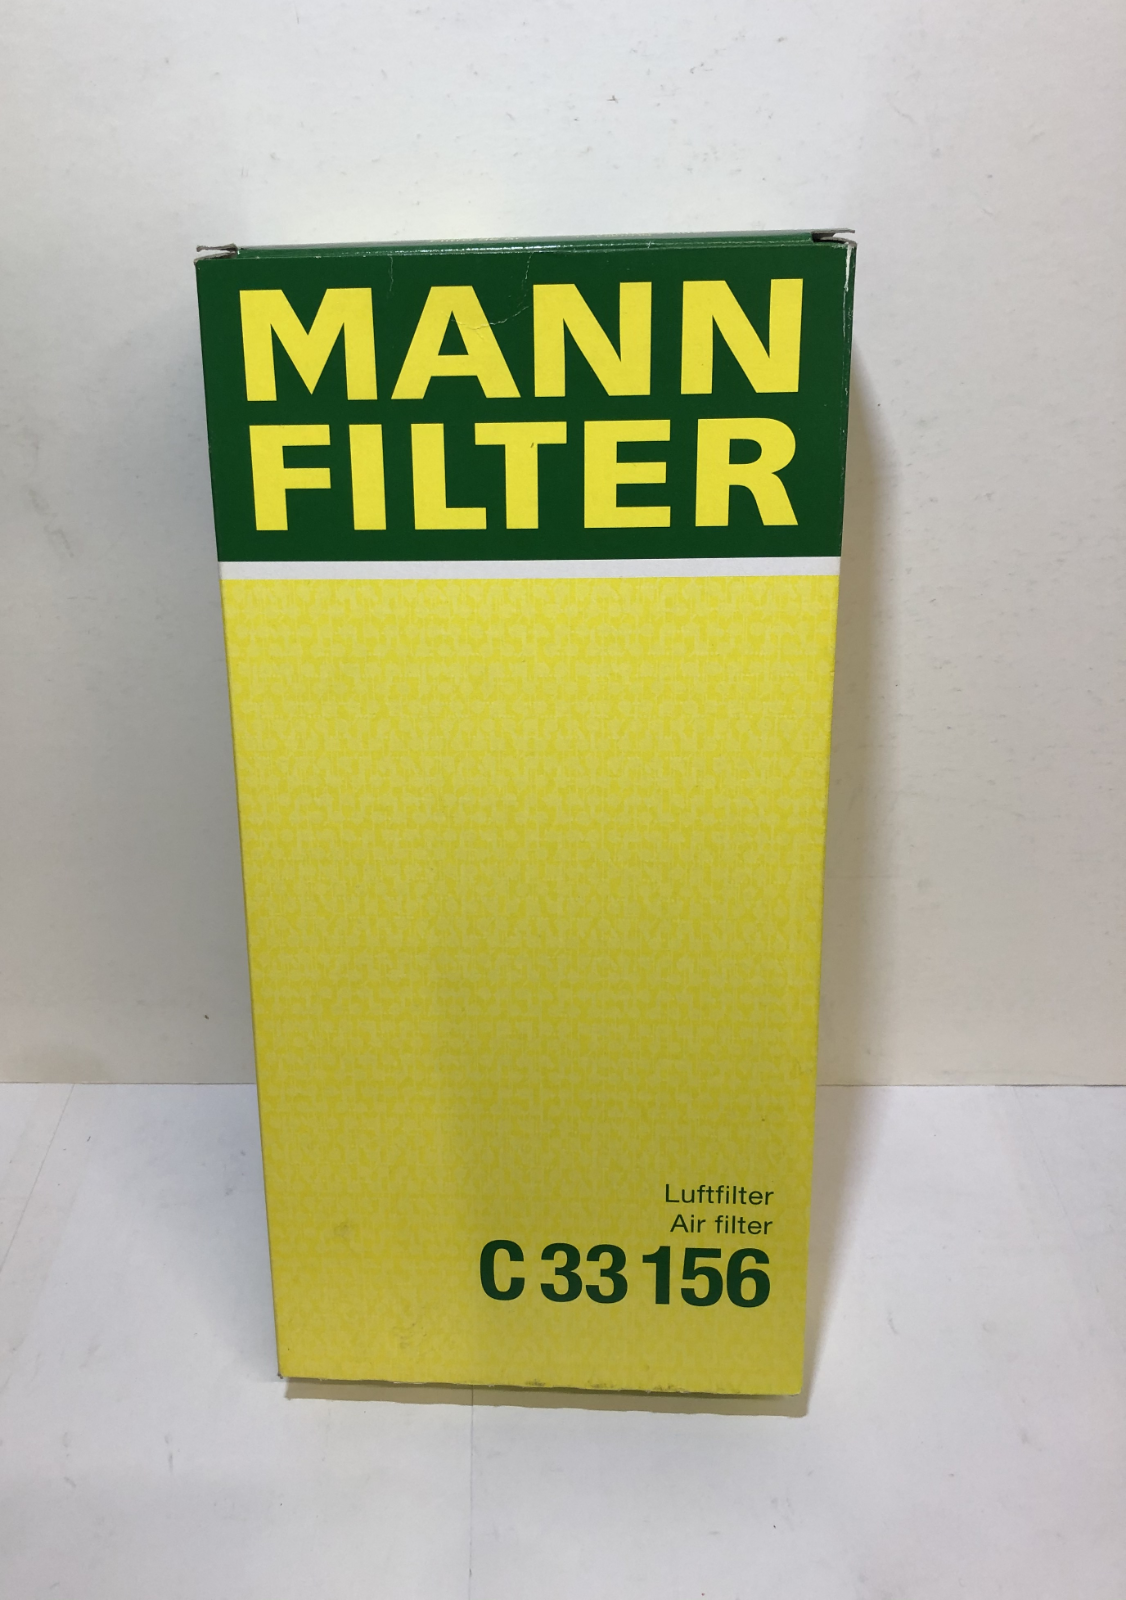 MANN
FILTER
Luftfilter
Air filter
C 33 156